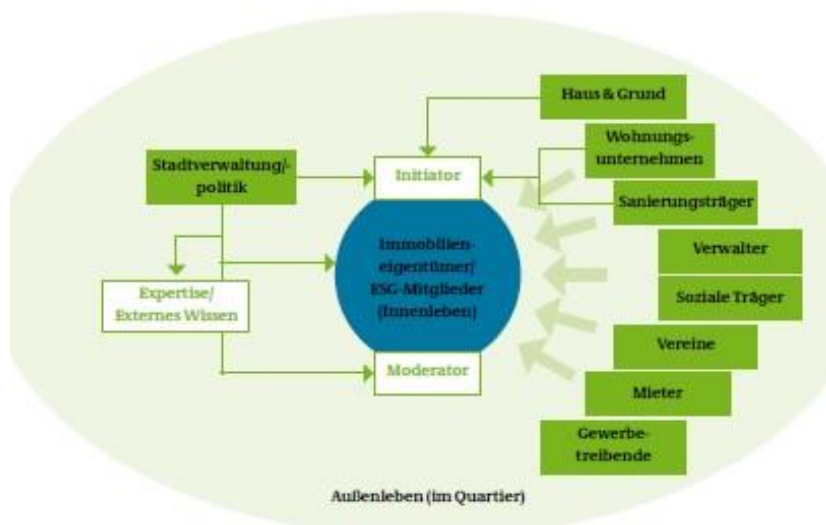 Haus & Grund
Wohnungs-
unternehmen
Stadtverwaltung/-
politik
Initiator
Sanierungsträger
Immobilien-
eigentümer/
ESG-Mitglieder
(Innenleben)
Verwalter
Expertise/
Externes Wissen
Soziale Träger
Vereine
Moderator
Mieter
Gewerbe-
treibende
Außenleben (im Quartier)